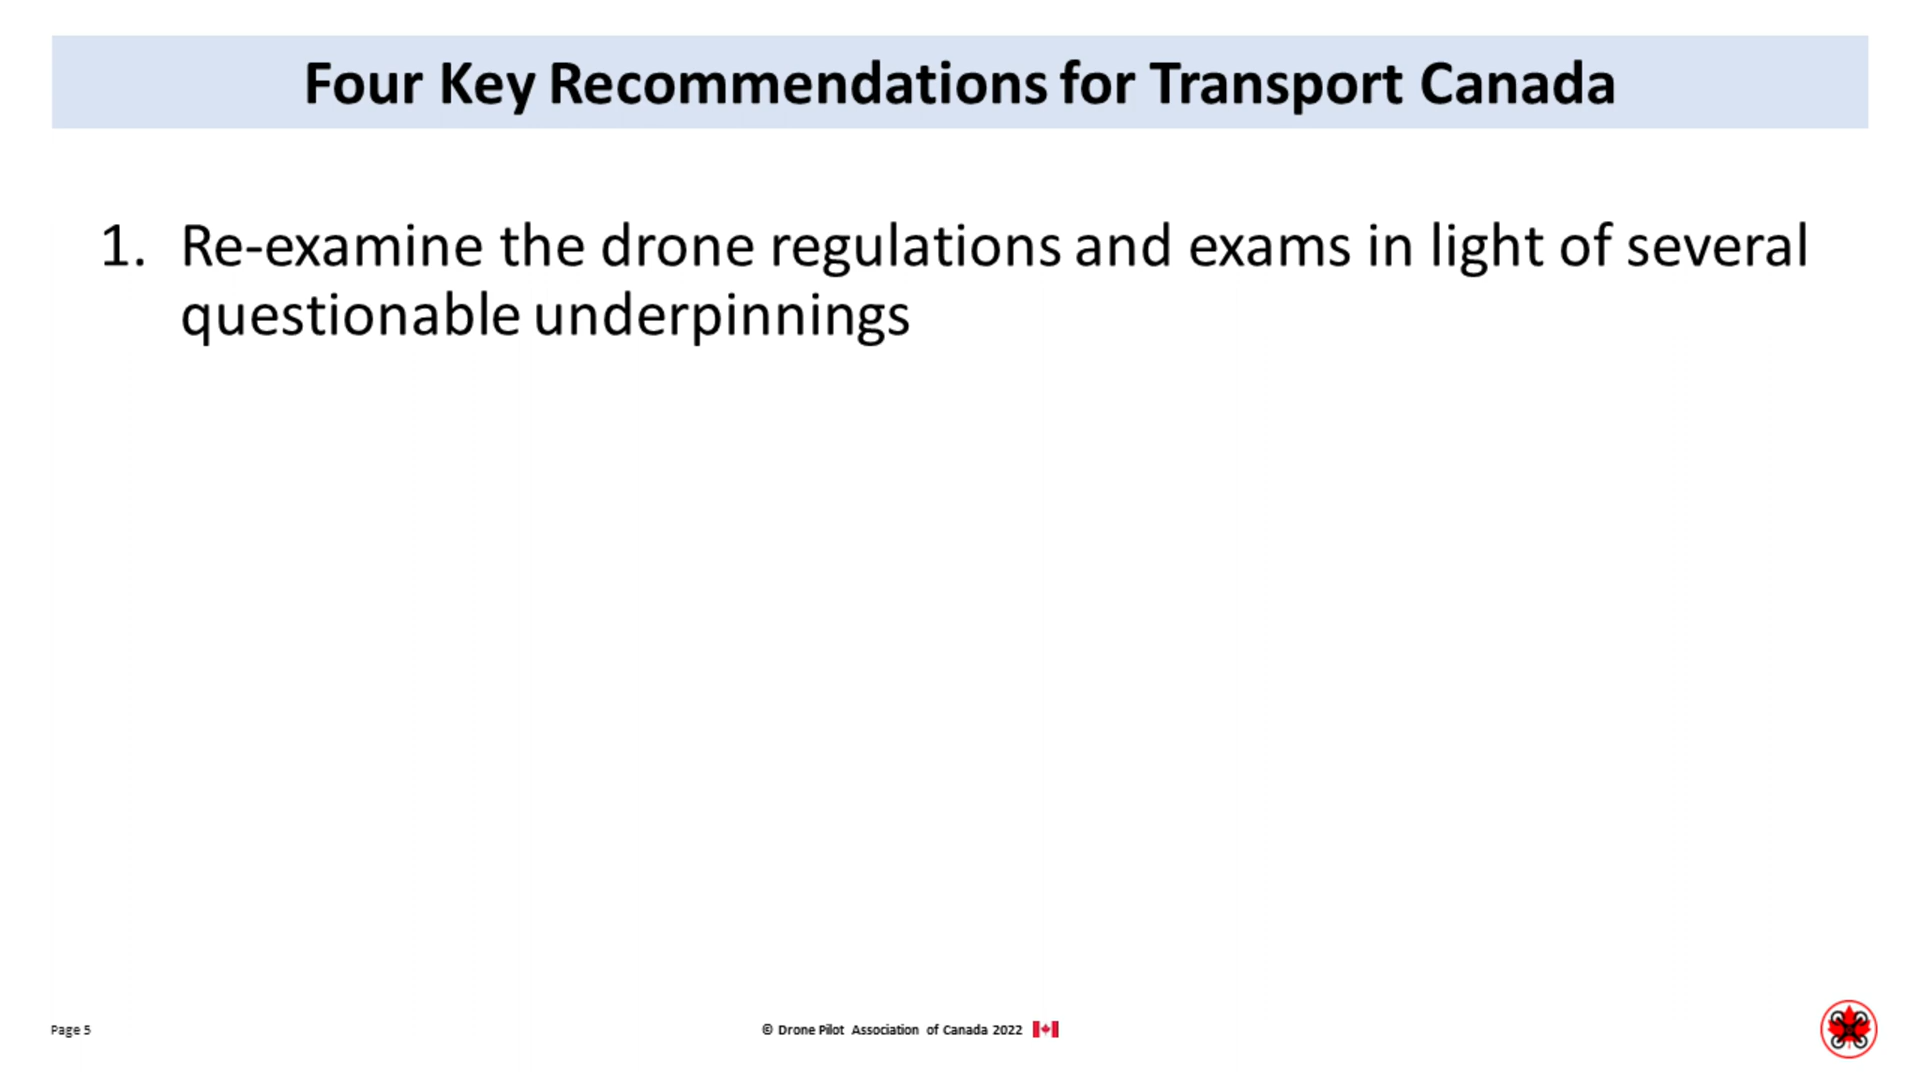 Four Key Recommendations for Transport Canada
1. Re-examine the drone regulations and exams in light of several
questionable underpinnings
Page 5
© Drone Pilot Association of Canada 2022